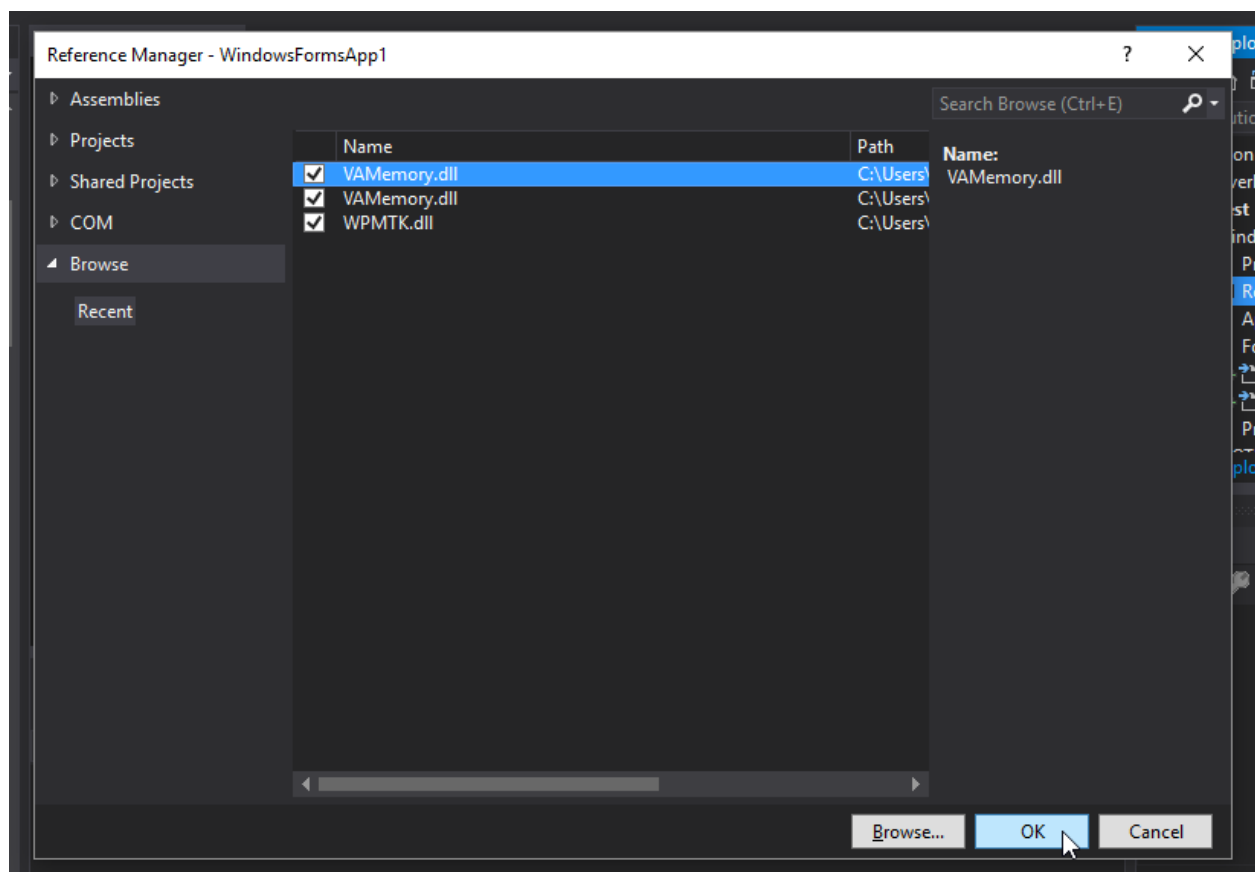 Reference Manager - WindowsFormsApp1
?
Assemblies
Projects
Shared Projects
COM
Browse
Recent
Name
Path
VAMemory.dll
C:\Users\
VAMemory.dll
C:\Users\
WPMTK.dll
C:\Users\
Search Browse (Ctrl+E)
Name:
VAMemory.dll
Browse...
OK
Cancel